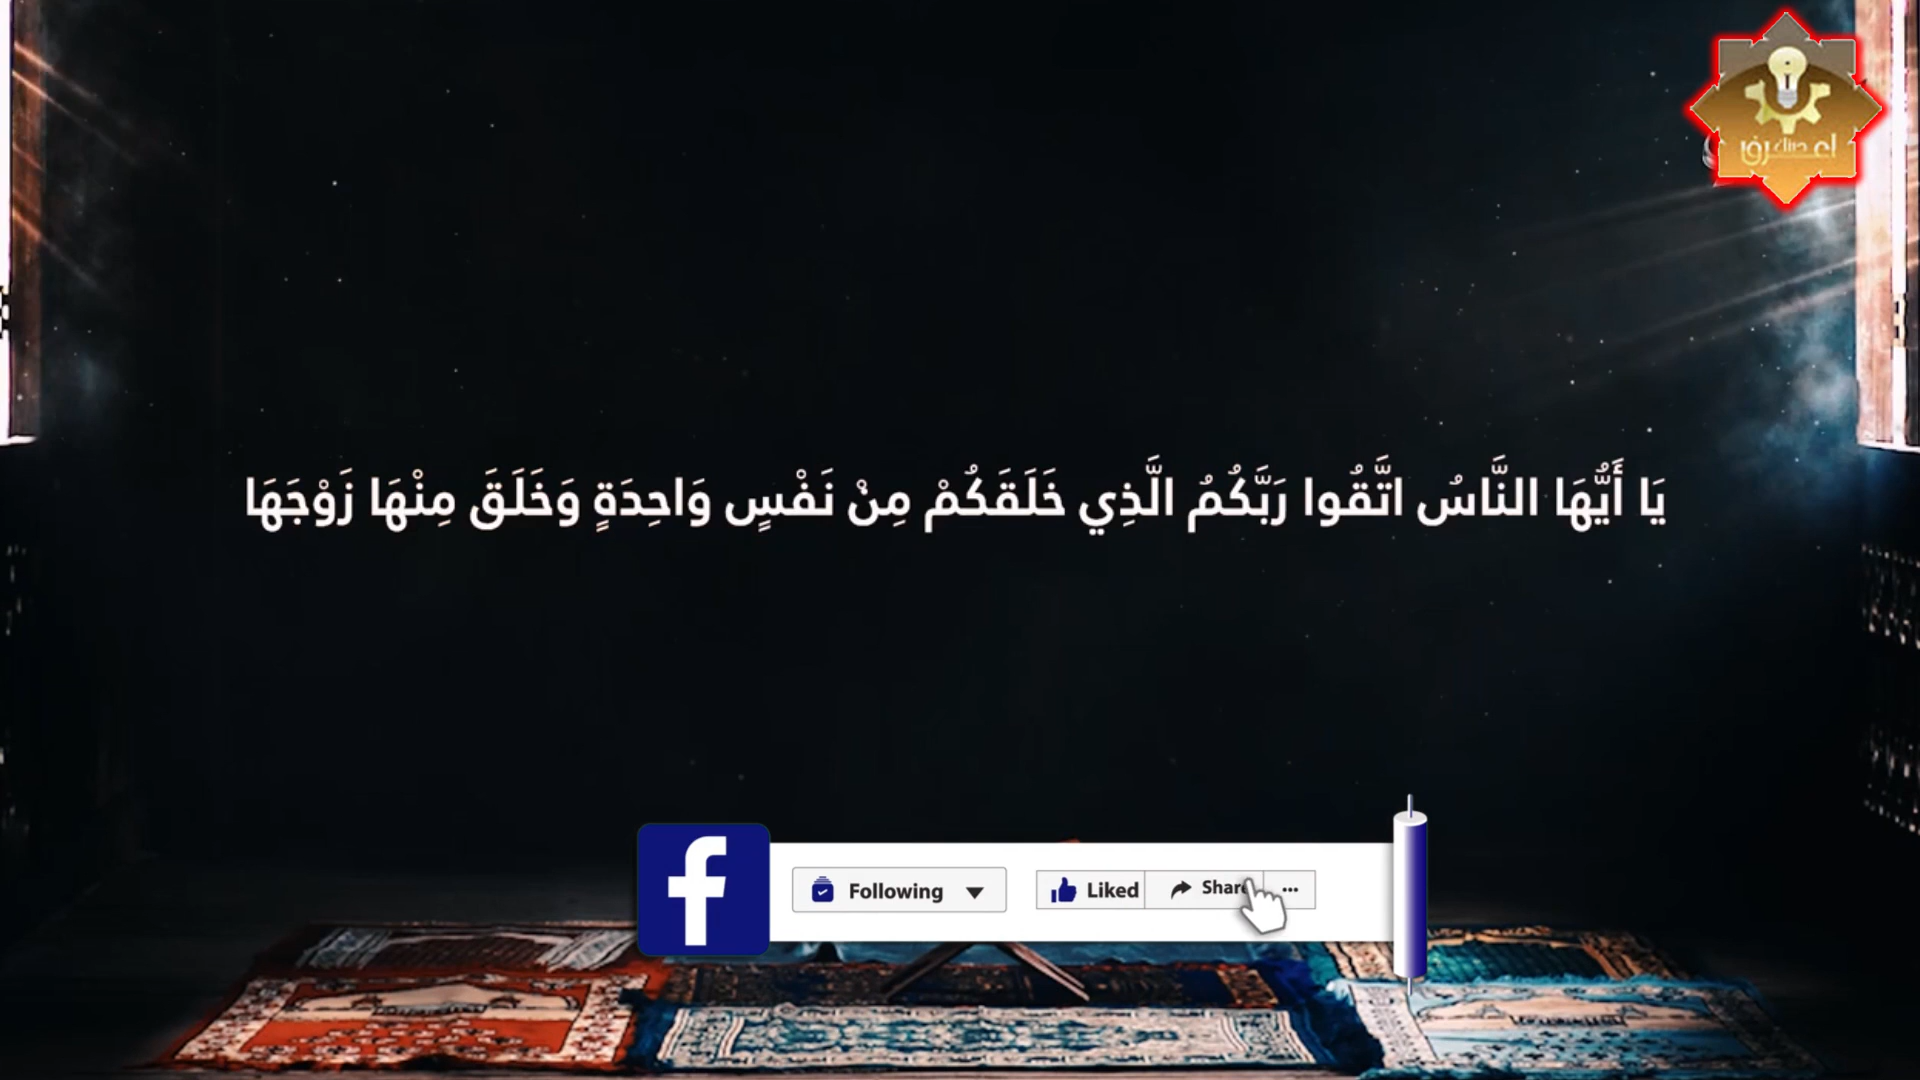 يَا أَيُّهَا النَّاسُ اتَّقُوا رَبَّكُمُ الَّذِي خَلَقَكُمْ مِنْ نَفْسٍ وَاحِدَةٍ وَخَلَقَ مِنْهَا زَوْجَهَا
f Following Liked Share ...